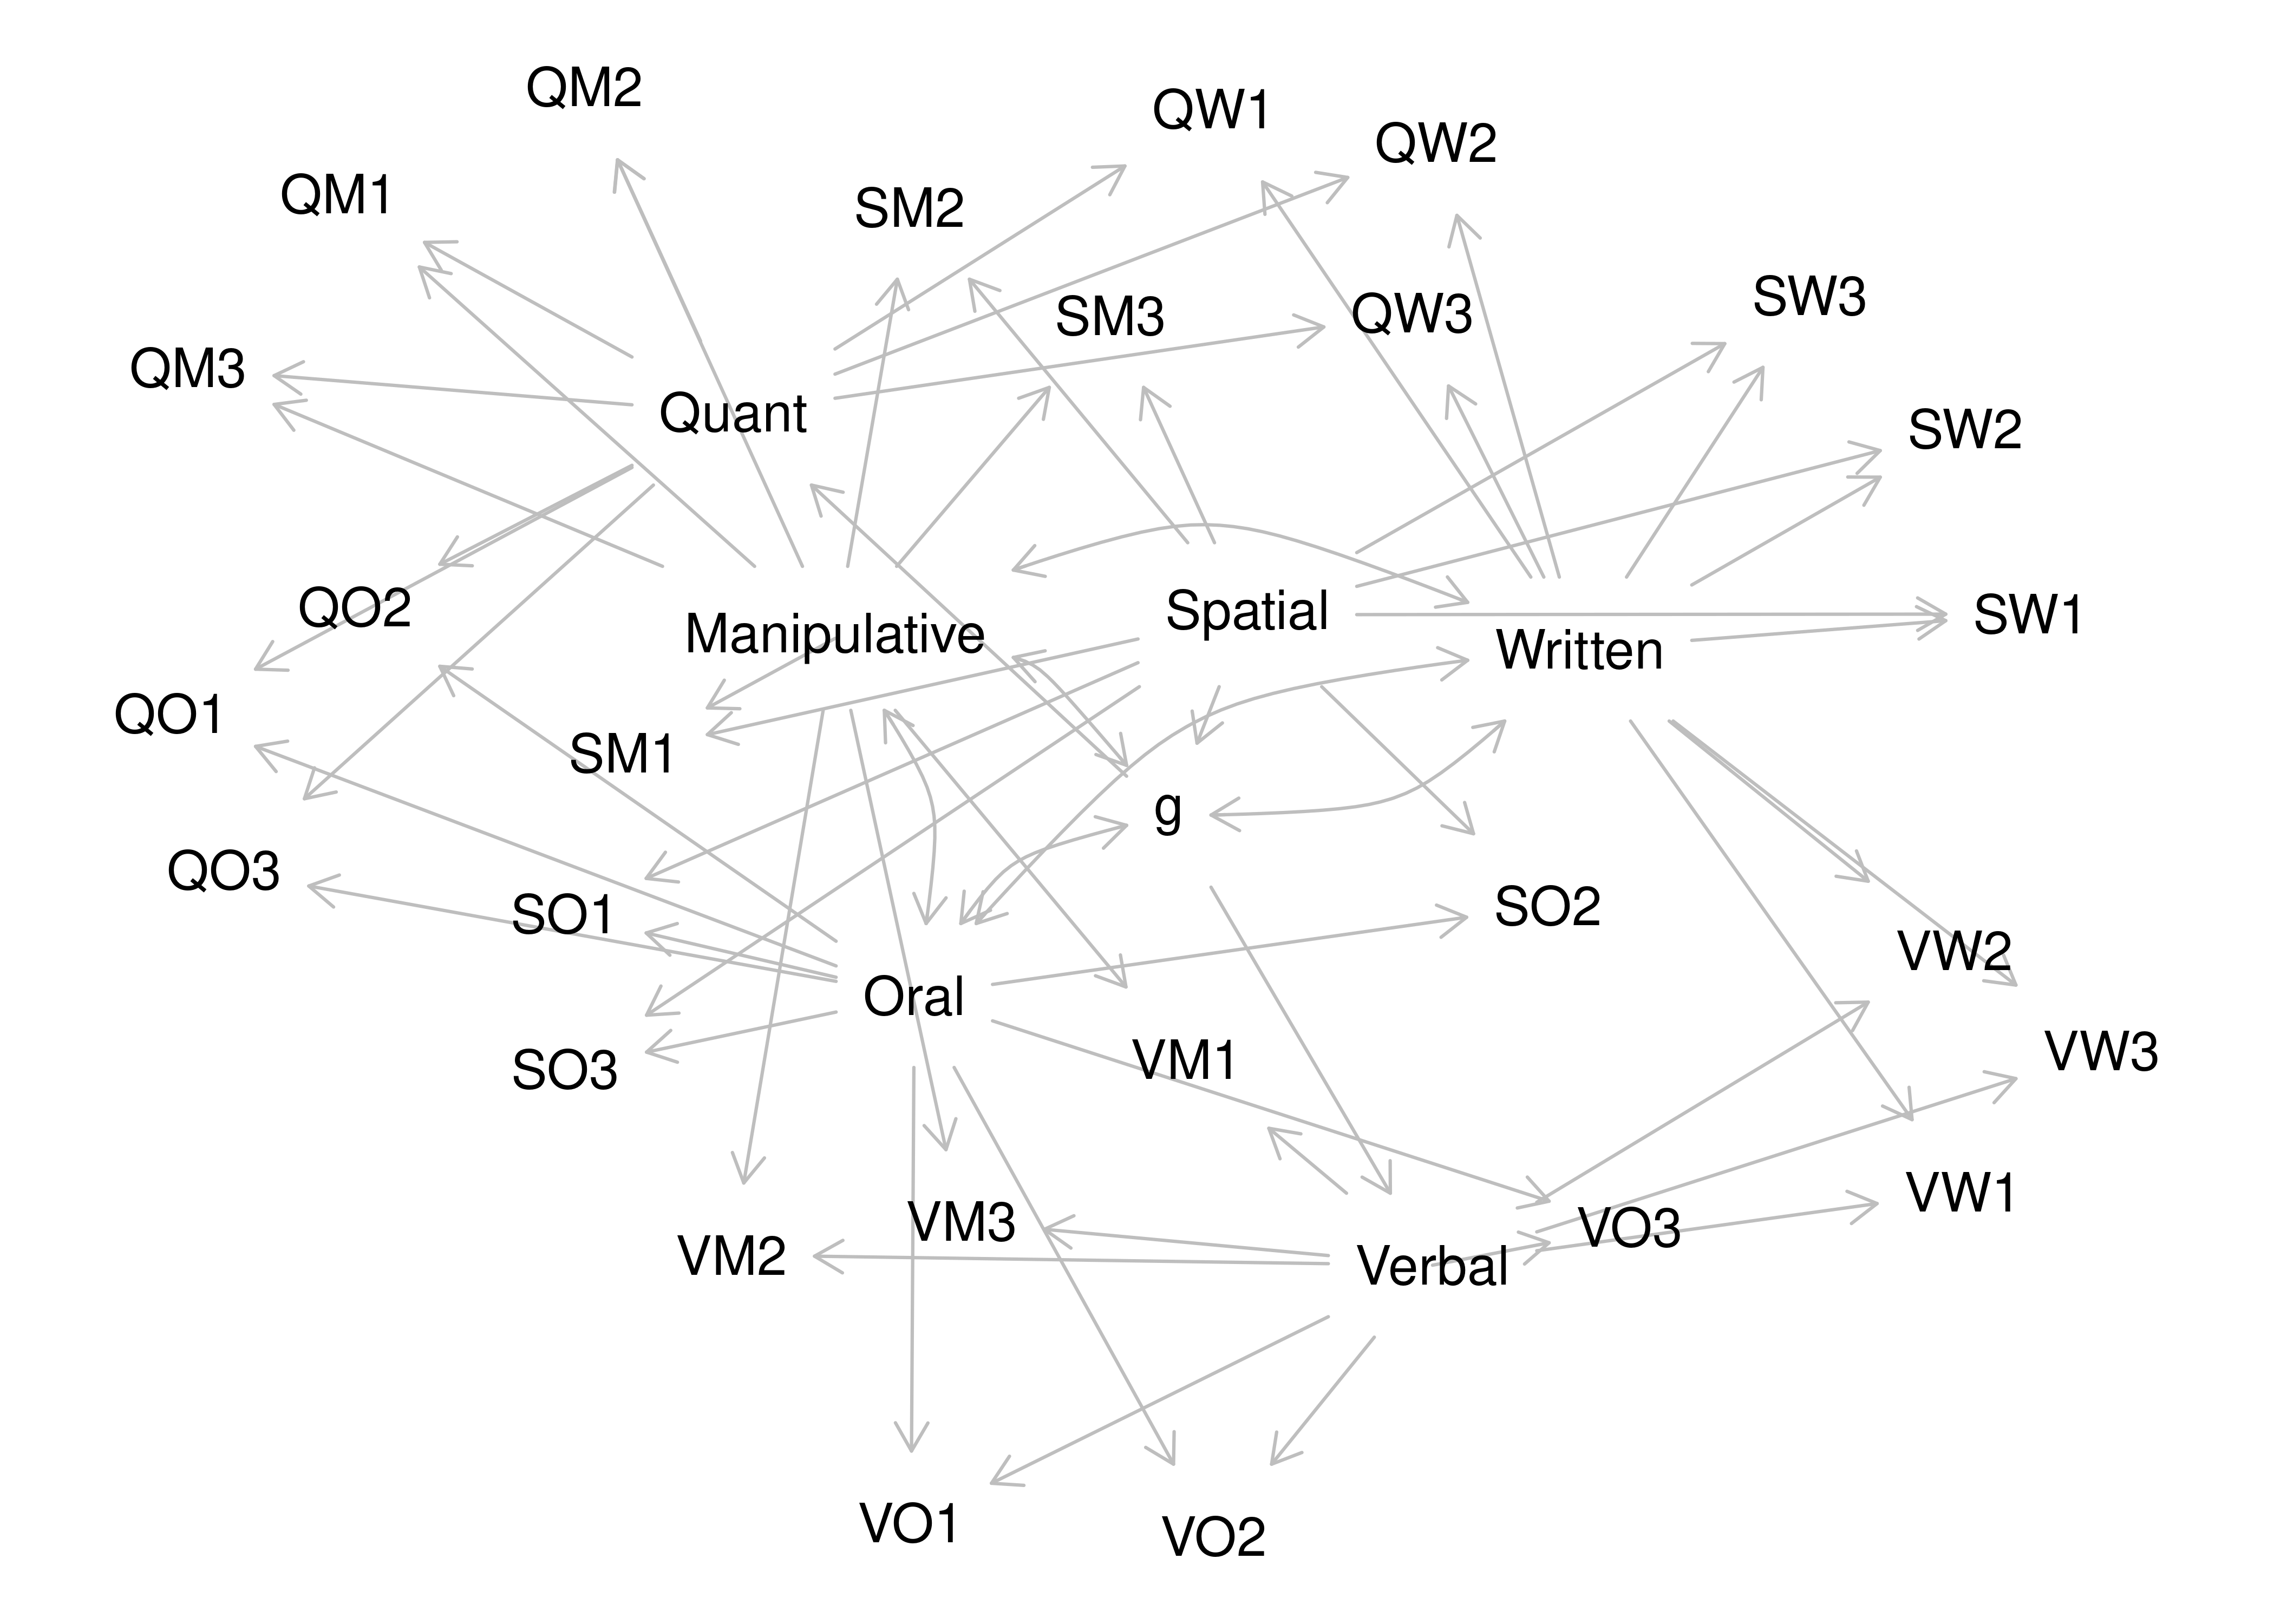 QM2
QW1
QW2
QM1
SM2
SW3
SM3
QW3
QM3
Quant
SW2
QO2
Spatial
SW1
Manipulative
Written
QO1
SM1
g
QO3
SO1
SO2
VW2
Oral
VM1
VW3
SO3
VW1
VM3
VO3
VM2
Verbal
VO1
VO2